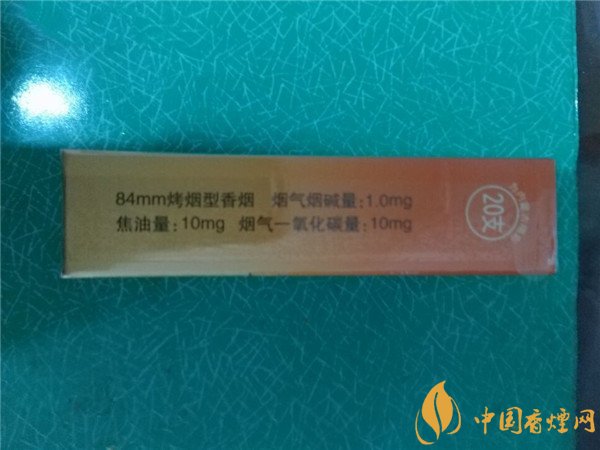 84mm烤烟型香烟 烟气烟碱量:1.0mg
焦油量:10mg 烟气一氧化碳量:10mg
20支
中国香煙网